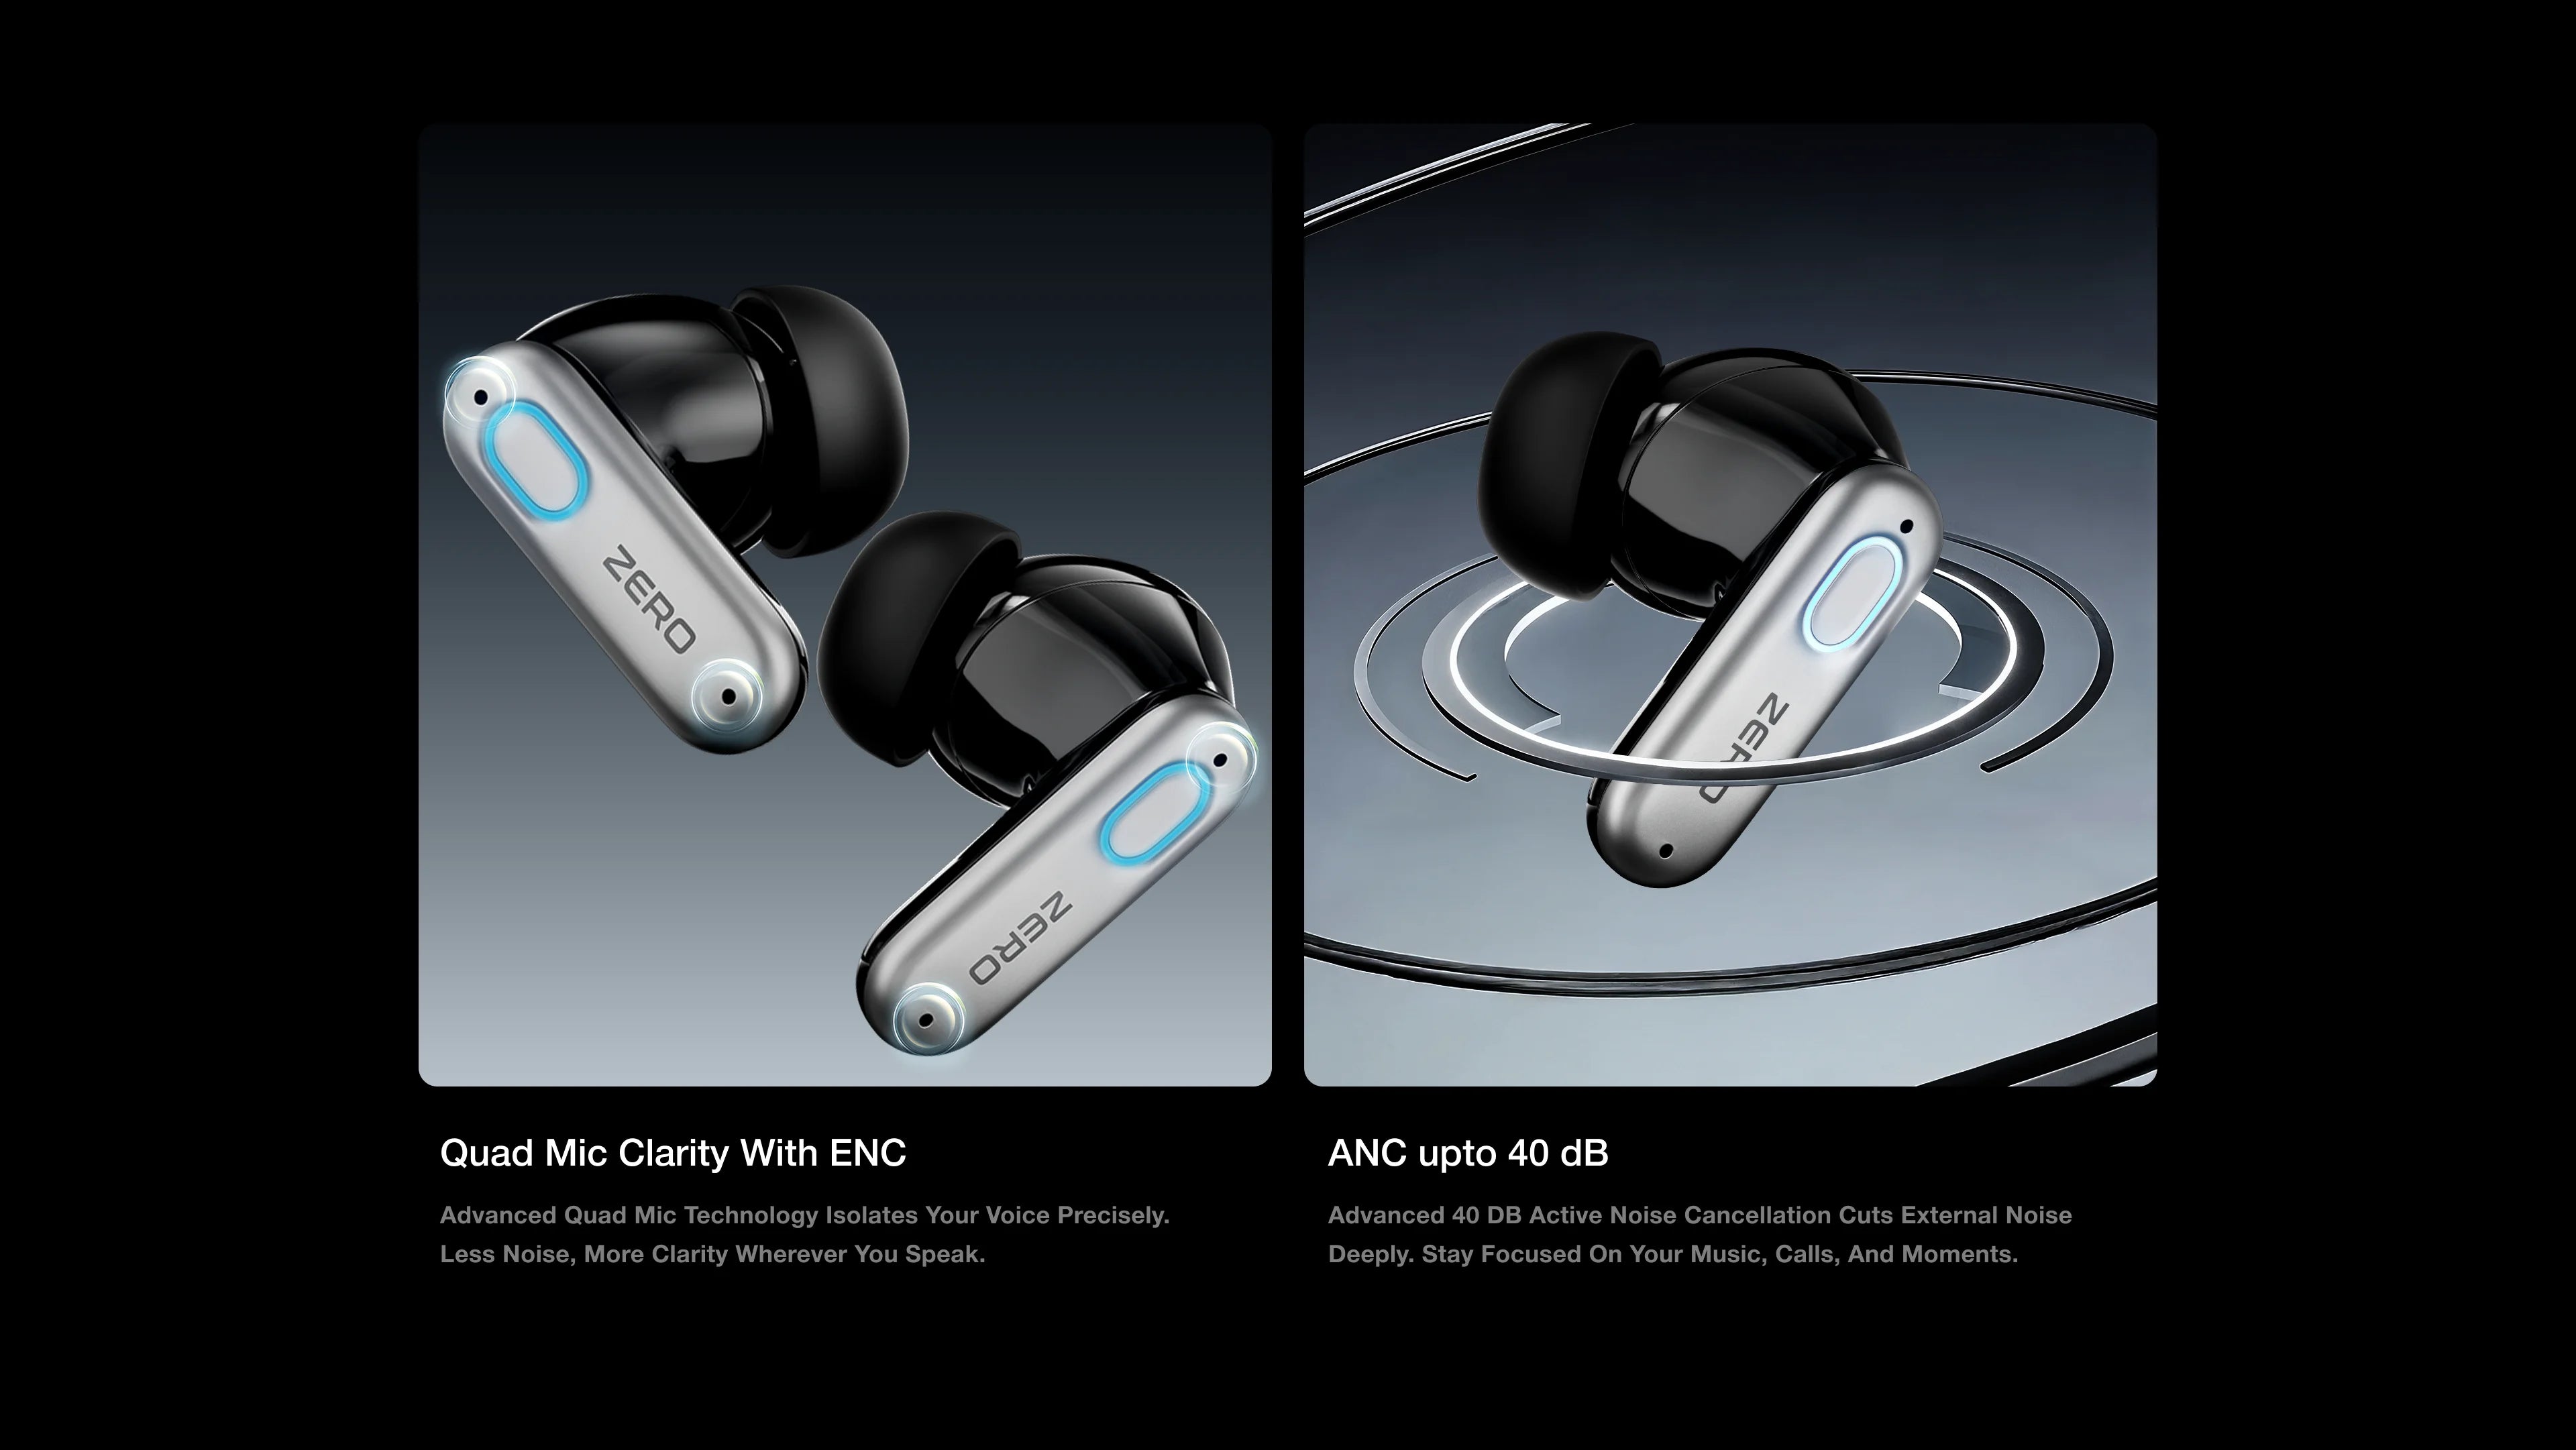 ZERO
ZERO
ZERO
Quad Mic Clarity With ENC
Advanced Quad Mic Technology Isolates Your Voice Precisely.
Less Noise, More Clarity Wherever You Speak.
ANC upto 40 dB
Advanced 40 DB Active Noise Cancellation Cuts External Noise
Deeply. Stay Focused On Your Music, Calls, And Moments.